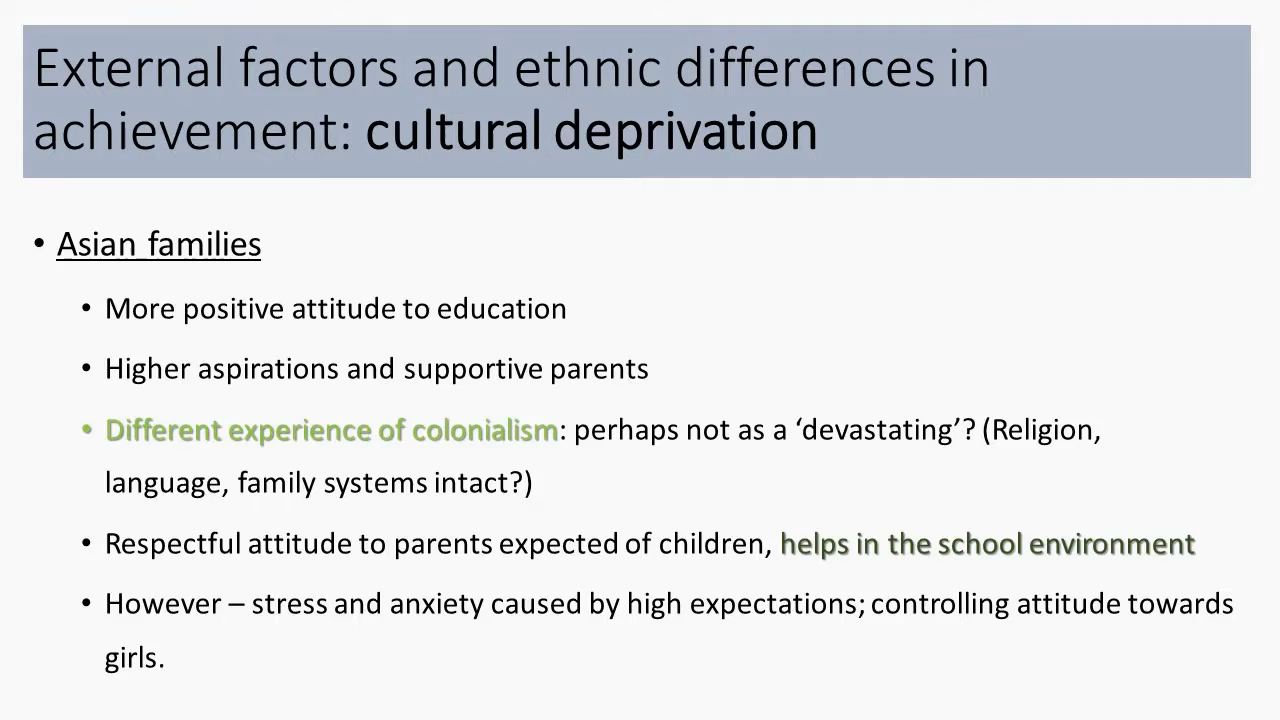 External factors and ethnic differences in
achievement: cultural deprivation
• Asian families
• More positive attitude to education
• Higher aspirations and supportive parents
• Different experience of colonialism: perhaps not as a ‘devastating’? (Religion,
language, family systems intact?)
• Respectful attitude to parents expected of children, helps in the school environment
• However – stress and anxiety caused by high expectations; controlling attitude towards
girls.